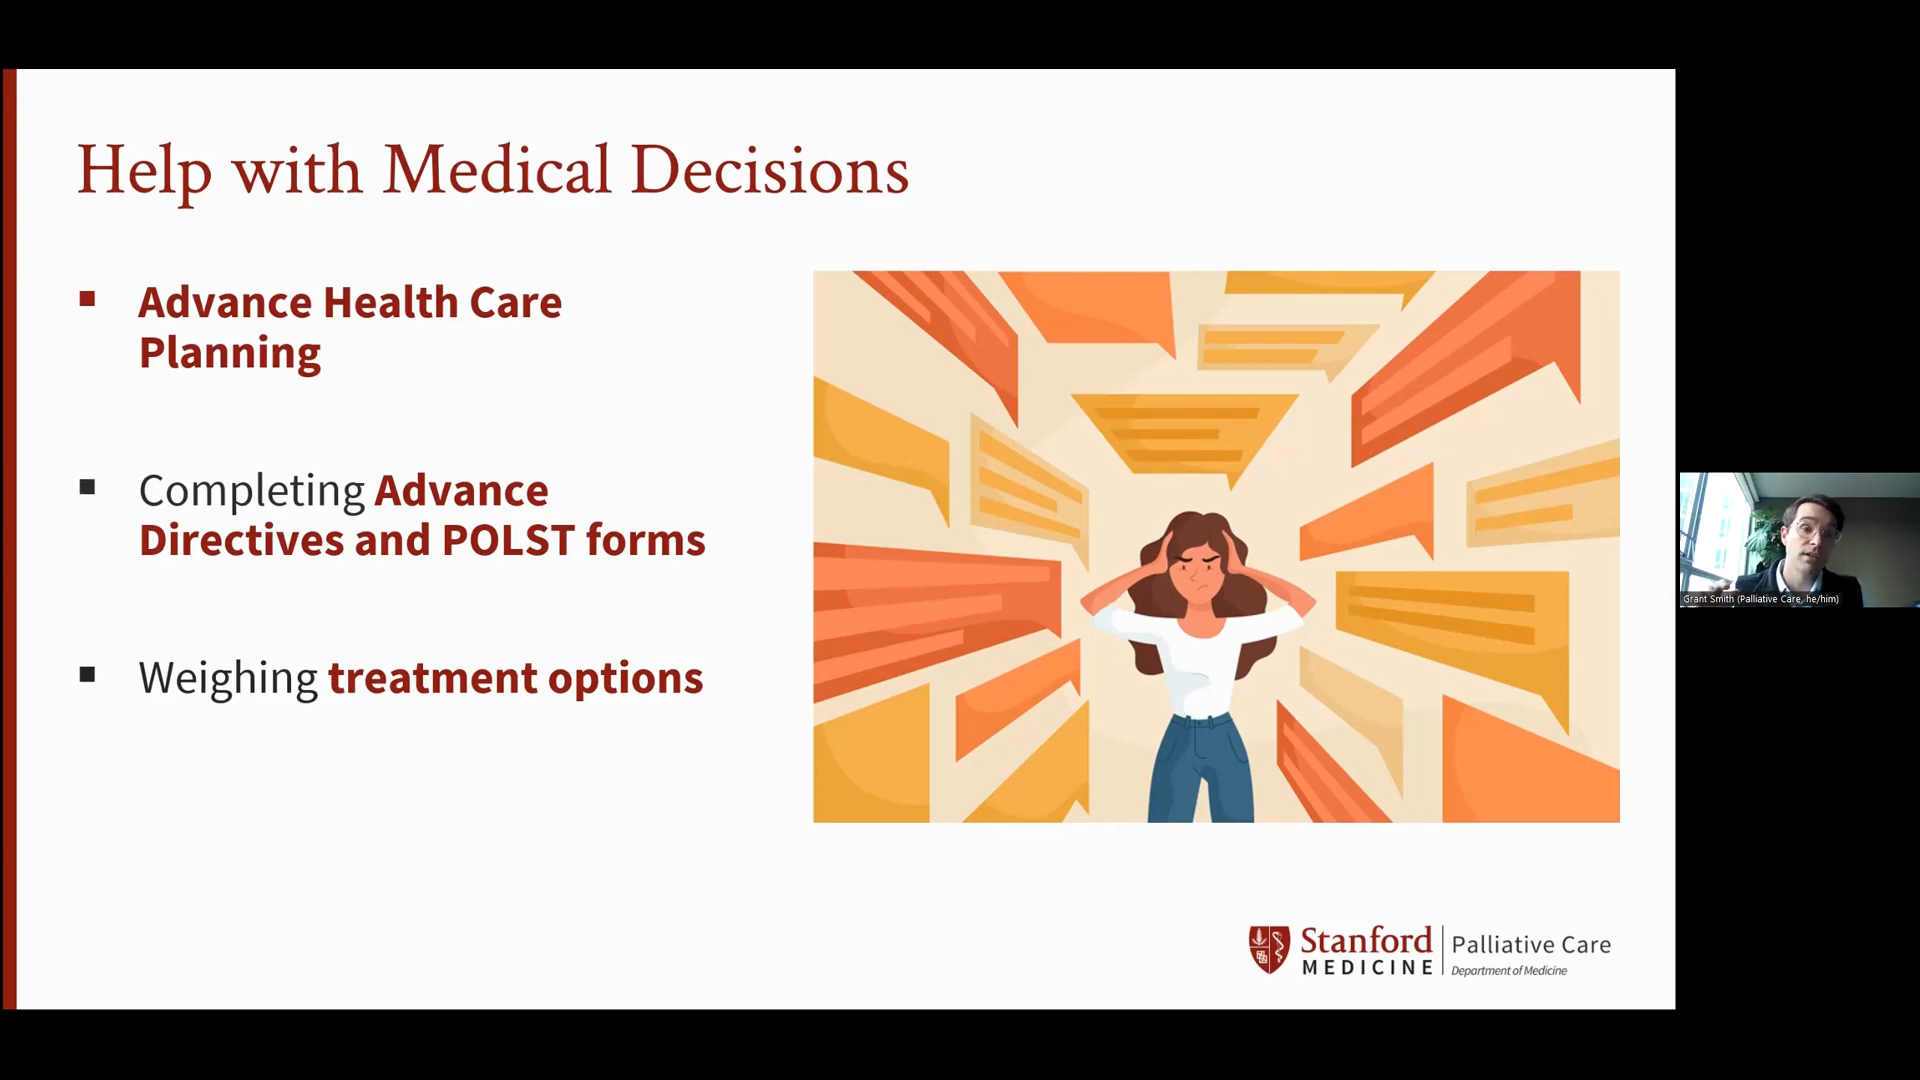 Help with Medical Decisions
Advance Health Care
Planning
Completing Advance
Directives and POLST forms
Weighing treatment options
Grant Smith (Palliative Care, he/him)
Stanford
MEDICINE
Palliative Care
Department of Medicine